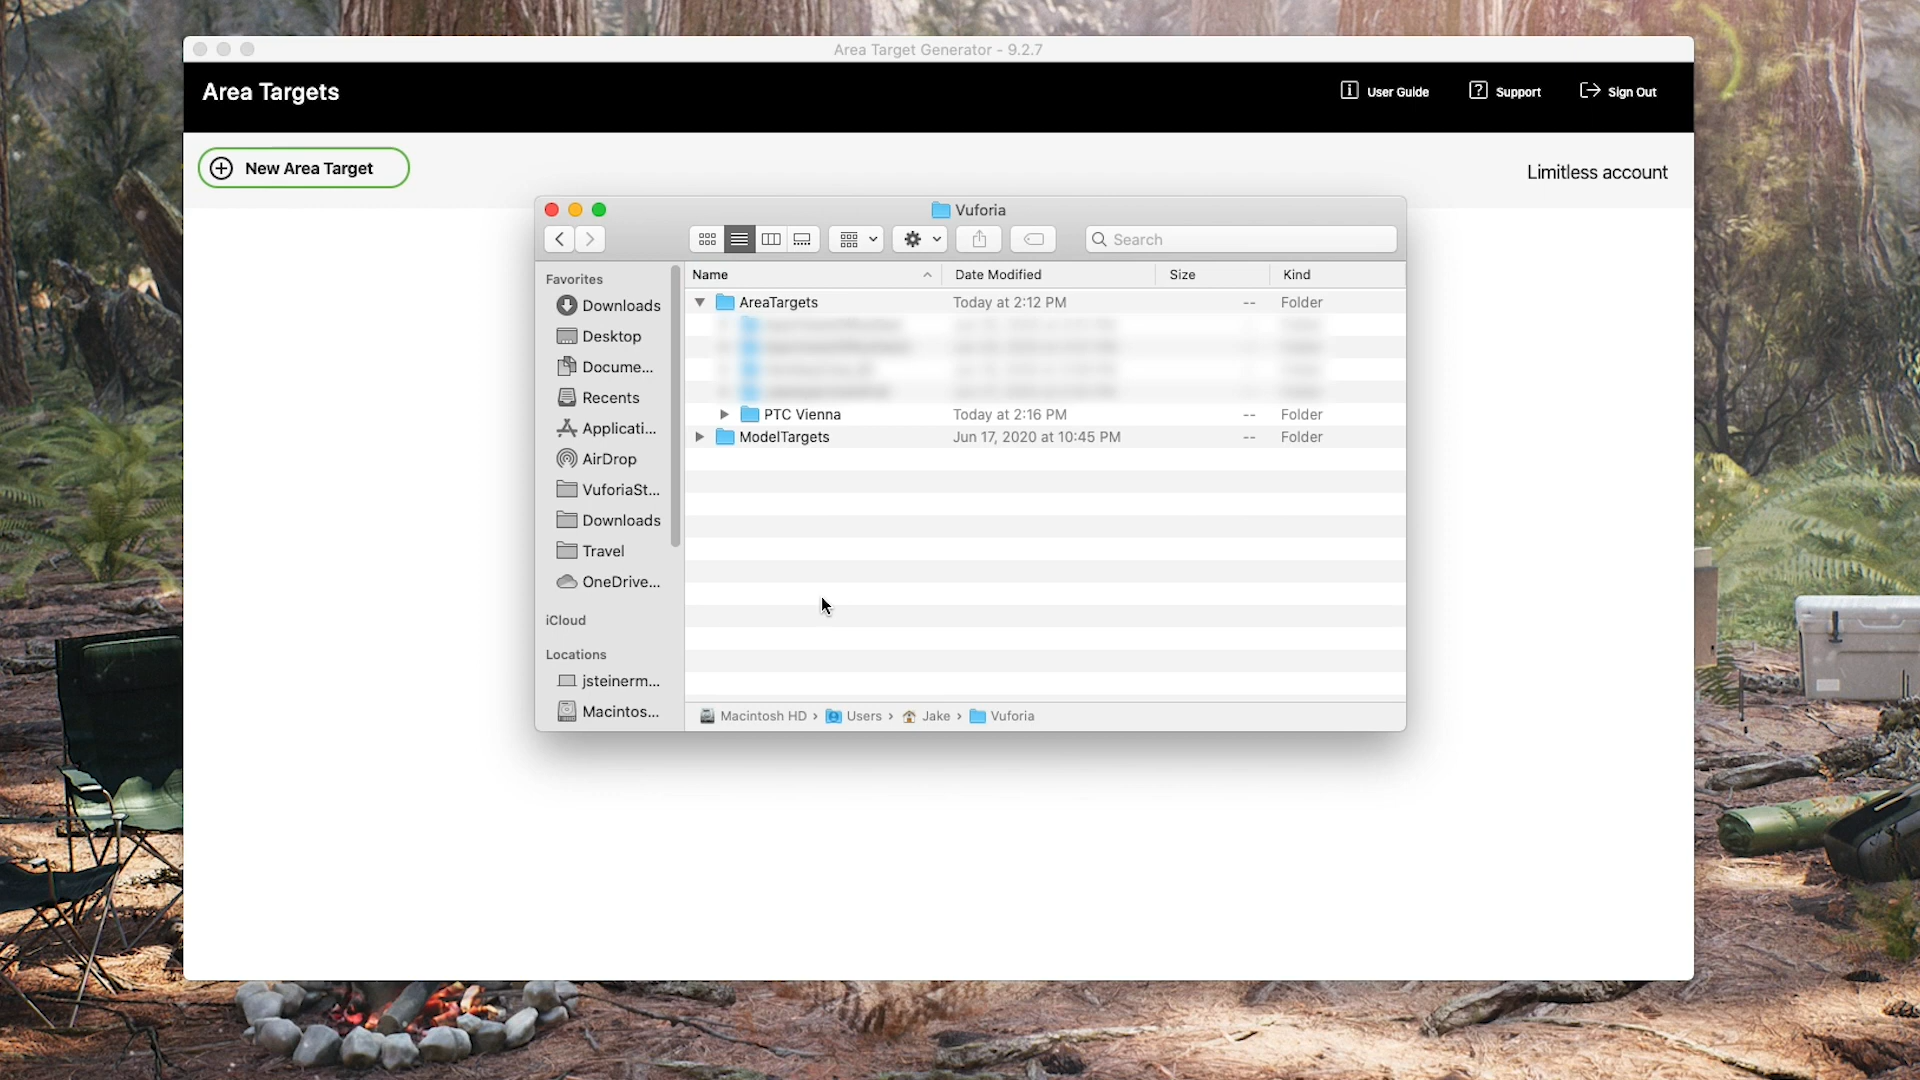 Area Target Generator - 9.2.7
Area Targets
User Guide
Support
Sign Out
New Area Target
Limitless account
Vuforia
Search
Favorites
Downloads
Desktop
Docume...
Recents
Applicati...
AirDrop
VuforiaSt...
Downloads
Travel
OneDrive...
iCloud
Locations
jsteinerm...
Macintos...
Name Date Modified Size Kind
AreaTargets Today at 2:12 PM -- Folder
PTC Vienna Today at 2:16 PM -- Folder
ModelTargets Jun 17, 2020 at 10:45 PM -- Folder
Macintosh HD › Users › Jake › Vuforia